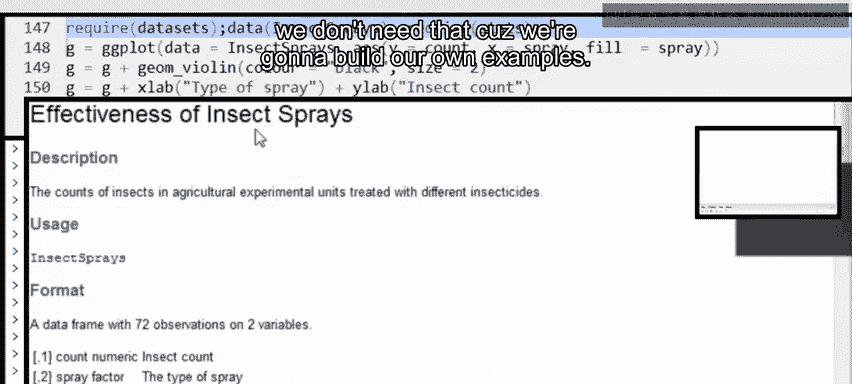 we don't need that cuz we're
gonna build our own examples.
147 require(datasets);data(
148 g = ggplot(data = InsectSprays, aes(y = count, x = spray, fill = spray))
149 g = g + geom_violin(colour = "black", size = 2)
150 g = g + xlab("Type of spray") + ylab("Insect count")
Effectiveness of Insect Sprays
Description
The counts of insects in agricultural experimental units treated with different insecticides.
Usage
InsectSprays
Format
A data frame with 72 observations on 2 variables.
[,1] count numeric Insect count
[,2] spray factor The type of spray